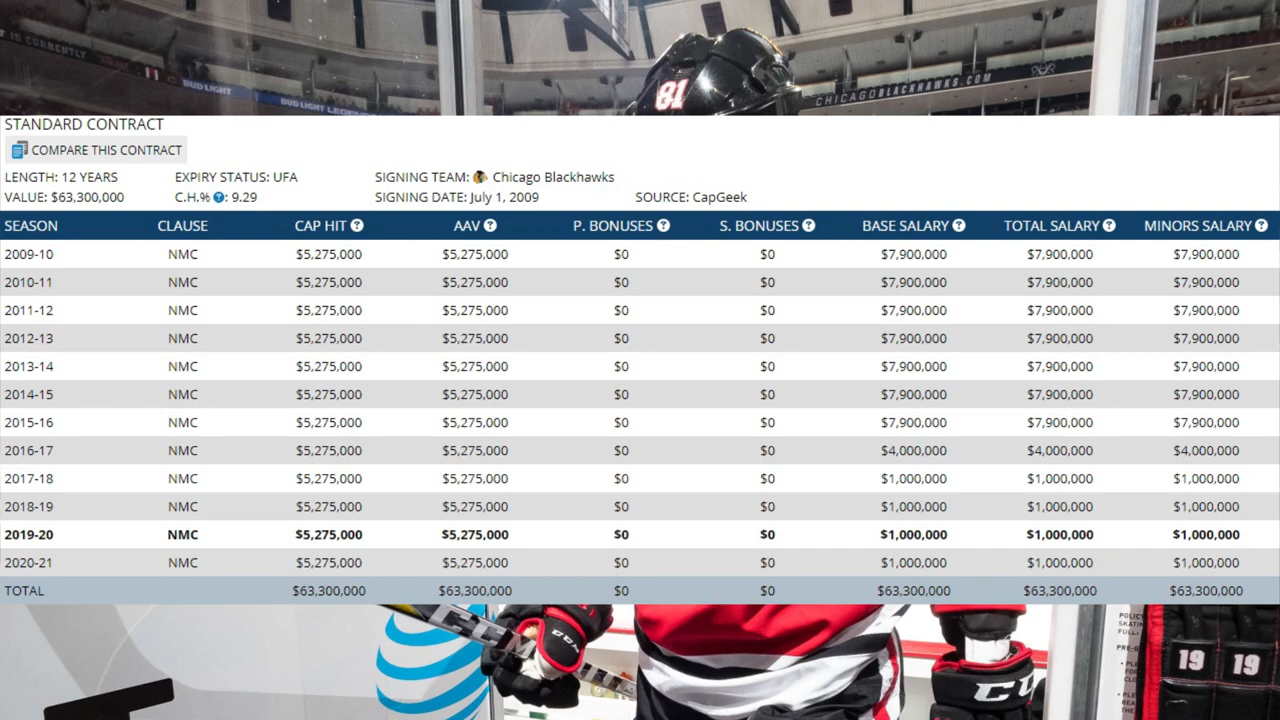 T IS CURRENTLY
BUD LIGHT
BUD LIGHT LEGEN
81
CHICAGOBLACKHAWKS.COM
STANDARD CONTRACT
COMPARE THIS CONTRACT
LENGTH: 12 YEARS EXPIRY STATUS: UFA SIGNING TEAM: Chicago Blackhawks
VALUE: $63,300,000 C.H.% ?: 9.29 SIGNING DATE: July 1, 2009 SOURCE: CapGeek
SEASON CLAUSE CAP HIT ? AAV ? P. BONUSES ? S. BONUSES ? BASE SALARY ? TOTAL SALARY ? MINORS SALARY ?
2009-10 NMC $5,275,000 $5,275,000 $0 $0 $7,900,000 $7,900,000 $7,900,000
2010-11 NMC $5,275,000 $5,275,000 $0 $0 $7,900,000 $7,900,000 $7,900,000
2011-12 NMC $5,275,000 $5,275,000 $0 $0 $7,900,000 $7,900,000 $7,900,000
2012-13 NMC $5,275,000 $5,275,000 $0 $0 $7,900,000 $7,900,000 $7,900,000
2013-14 NMC $5,275,000 $5,275,000 $0 $0 $7,900,000 $7,900,000 $7,900,000
2014-15 NMC $5,275,000 $5,275,000 $0 $0 $7,900,000 $7,900,000 $7,900,000
2015-16 NMC $5,275,000 $5,275,000 $0 $0 $7,900,000 $7,900,000 $7,900,000
2016-17 NMC $5,275,000 $5,275,000 $0 $0 $4,000,000 $4,000,000 $4,000,000
2017-18 NMC $5,275,000 $5,275,000 $0 $0 $1,000,000 $1,000,000 $1,000,000
2018-19 NMC $5,275,000 $5,275,000 $0 $0 $1,000,000 $1,000,000 $1,000,000
2019-20 NMC $5,275,000 $5,275,000 $0 $0 $1,000,000 $1,000,000 $1,000,000
2020-21 NMC $5,275,000 $5,275,000 $0 $0 $1,000,000 $1,000,000 $1,000,000
TOTAL $63,300,000 $63,300,000 $0 $0 $63,300,000 $63,300,000 $63,300,000
CCM
POLICY
SKATIN
FULL:
PRE-G
19 19